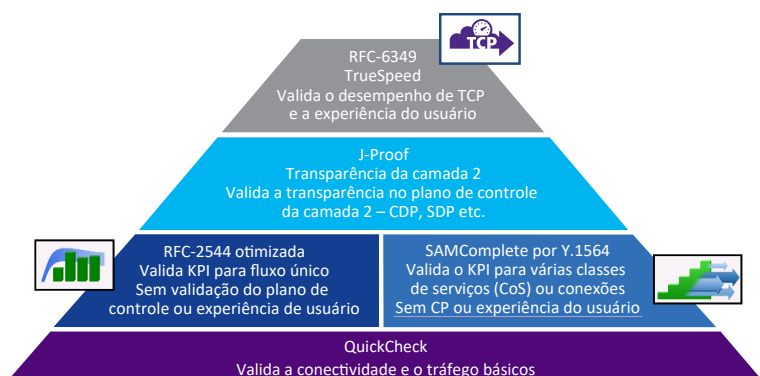 TCP
RFC-6349
TrueSpeed
Valida o desempenho de TCP
e a experiência do usuário
J-Proof
Transparência da camada 2
Valida a transparência no plano de controle
da camada 2 – CDP, SDP etc.
RFC-2544 otimizada
Valida KPI para fluxo único
Sem validação do plano de
controle ou experiência de usuário
SAMComplete por Y.1564
Valida o KPI para várias classes
de serviços (CoS) ou conexões
Sem CP ou experiência do usuário
QuickCheck
Valida a conectividade e o tráfego básicos